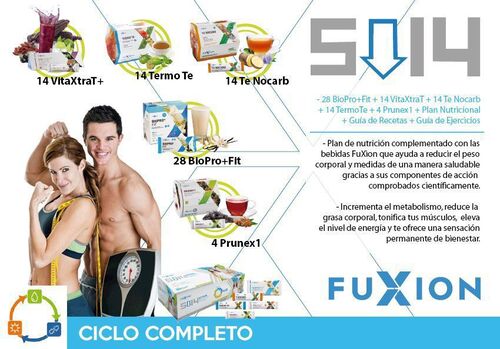 14 VitaXtraT+
14 Termo Te
14 Te Nocarb
5 14
- 28 BioPro+Fit + 14 VitaXtraT + 14 Te Nocarb
+ 14 TermoTe + 4 Prunex1 + Plan Nutricional
+ Guía de Recetas + Guía de Ejercicios
28 BioPro+Fit
- Plan de nutrición complementado con las
bebidas FuXion que ayuda a reducir el peso
corporal y medidas de una manera saludable
gracias a sus componentes de acción
comprobados científicamente.
4 Prunex1
- Incrementa el metabolismo, reduce la
grasa corporal, tonifica tus músculos, eleva
el nivel de energía y te ofrece una sensación
permanente de bienestar.
FUXION
CICLO COMPLETO